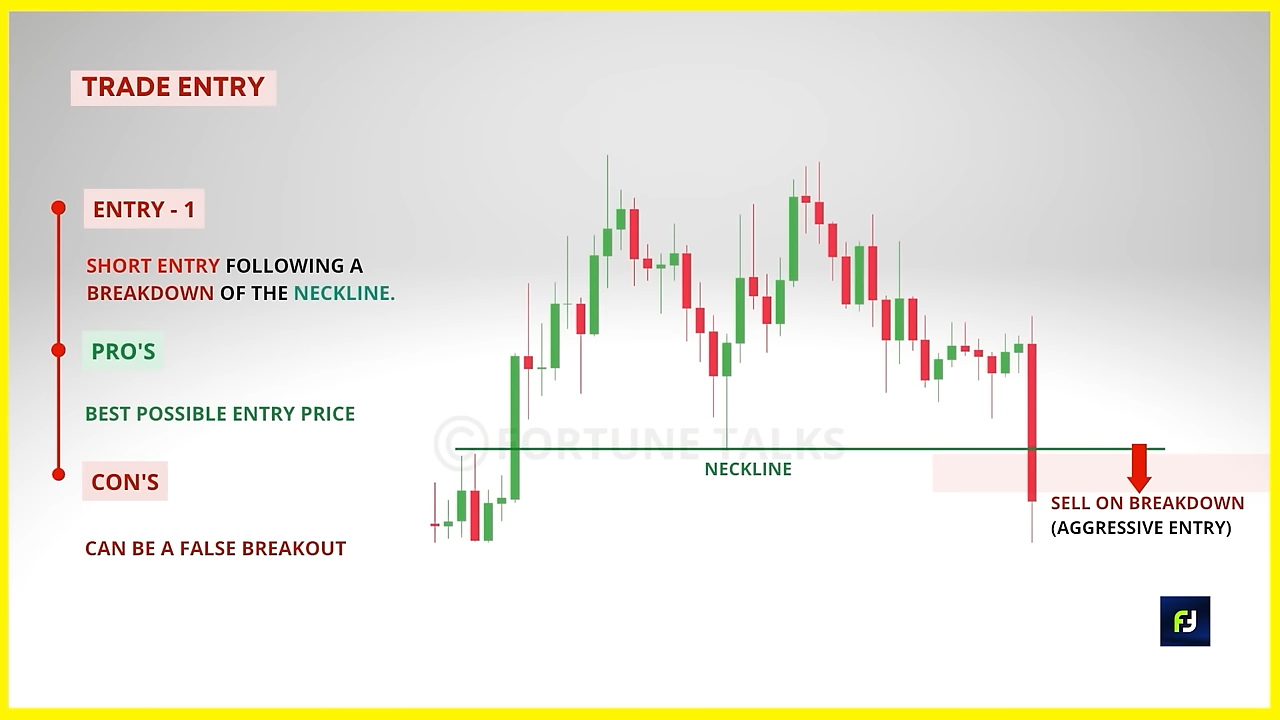 TRADE ENTRY
ENTRY - 1
SHORT ENTRY FOLLOWING A
BREAKDOWN OF THE NECKLINE.
PRO'S
BEST POSSIBLE ENTRY PRICE
CON'S
CAN BE A FALSE BREAKOUT
© FORTUNE TALKS
NECKLINE
SELL ON BREAKDOWN
(AGGRESSIVE ENTRY)